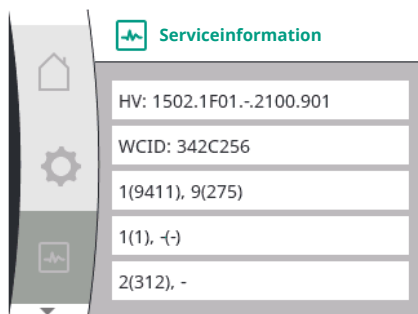 Serviceinformation
HV: 1502.1F01.-.2100.901
WCID: 342C256
1(9411), 9(275)
1(1), -(-)
2(312), -